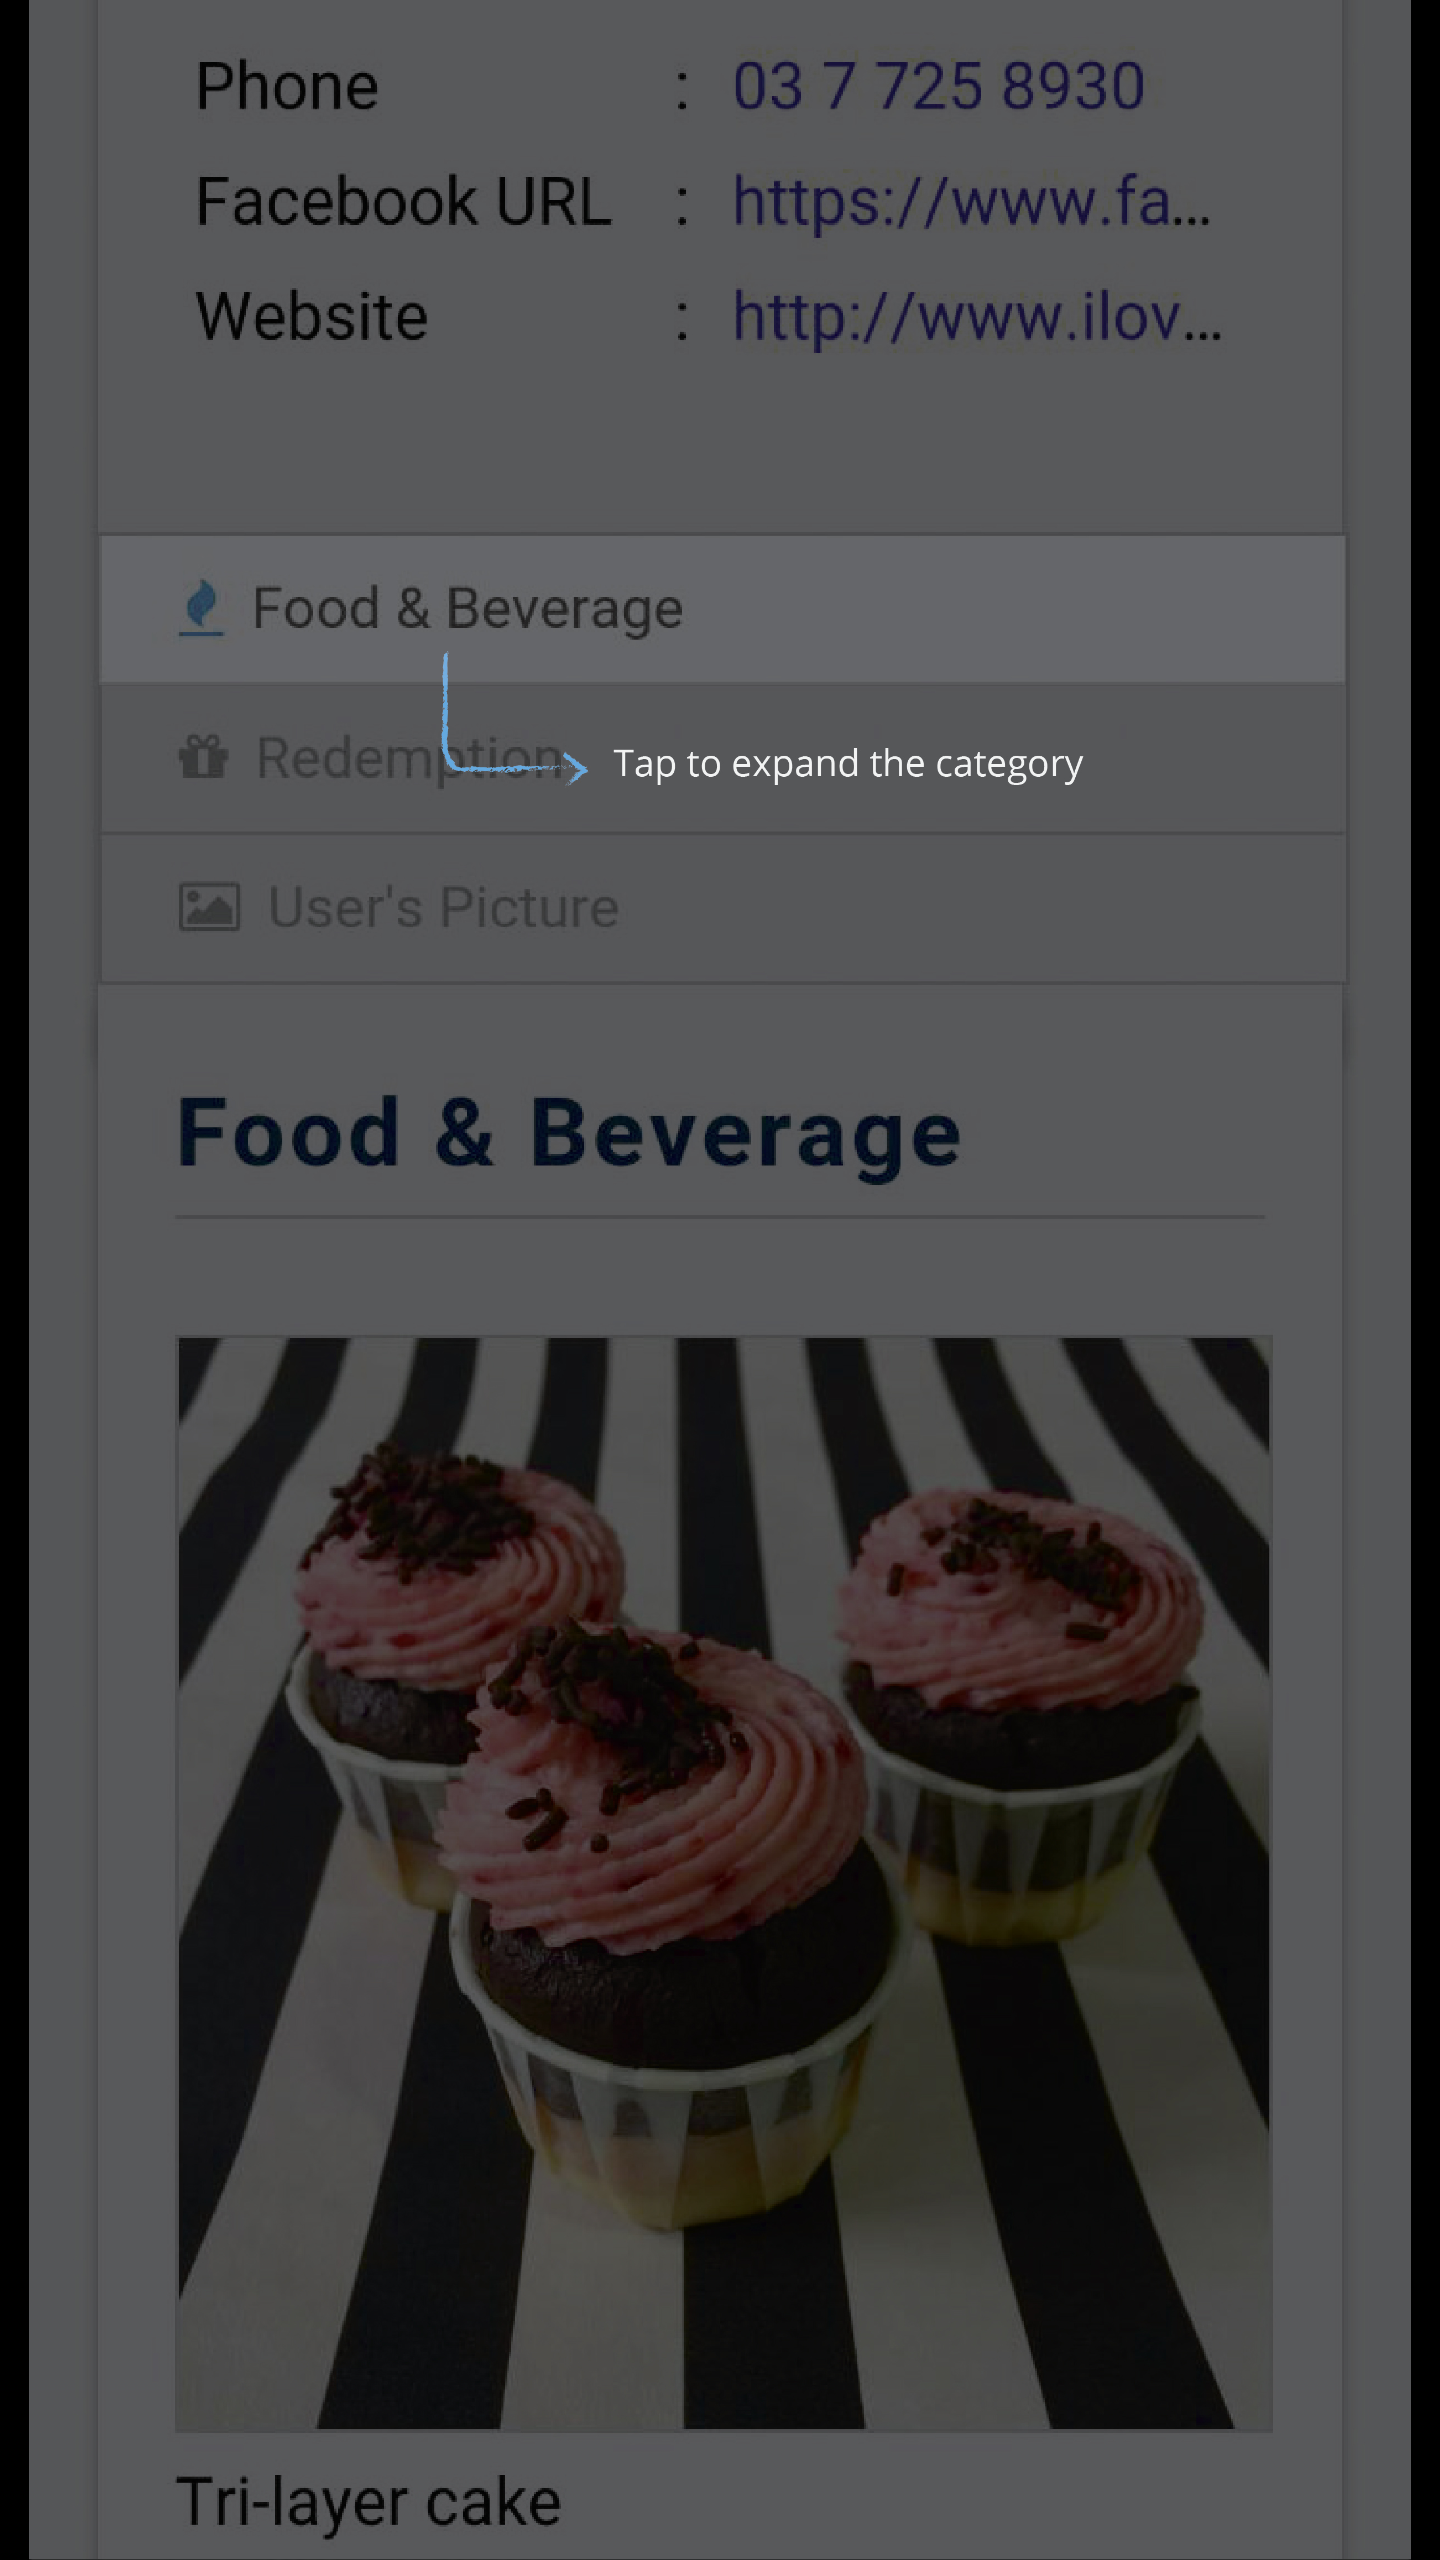 Phone : 03 7 725 8930
Facebook URL : https://www.fa...
Website : http://www.ilov...
Food & Beverage
Redemption
Tap to expand the category
User's Picture
Food & Beverage
Tri-layer cake